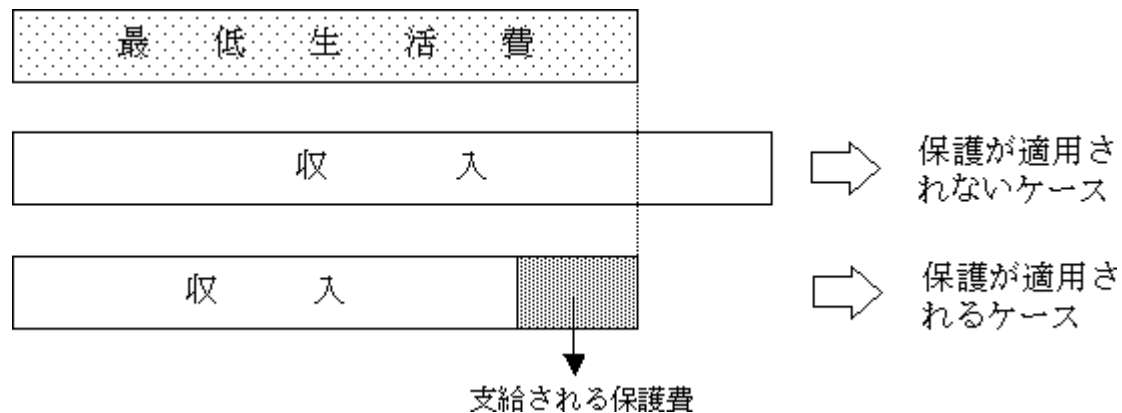 最低生活費
収入
保護が適用さ
れないケース
収入
保護が適用さ
れるケース
支給される保護費